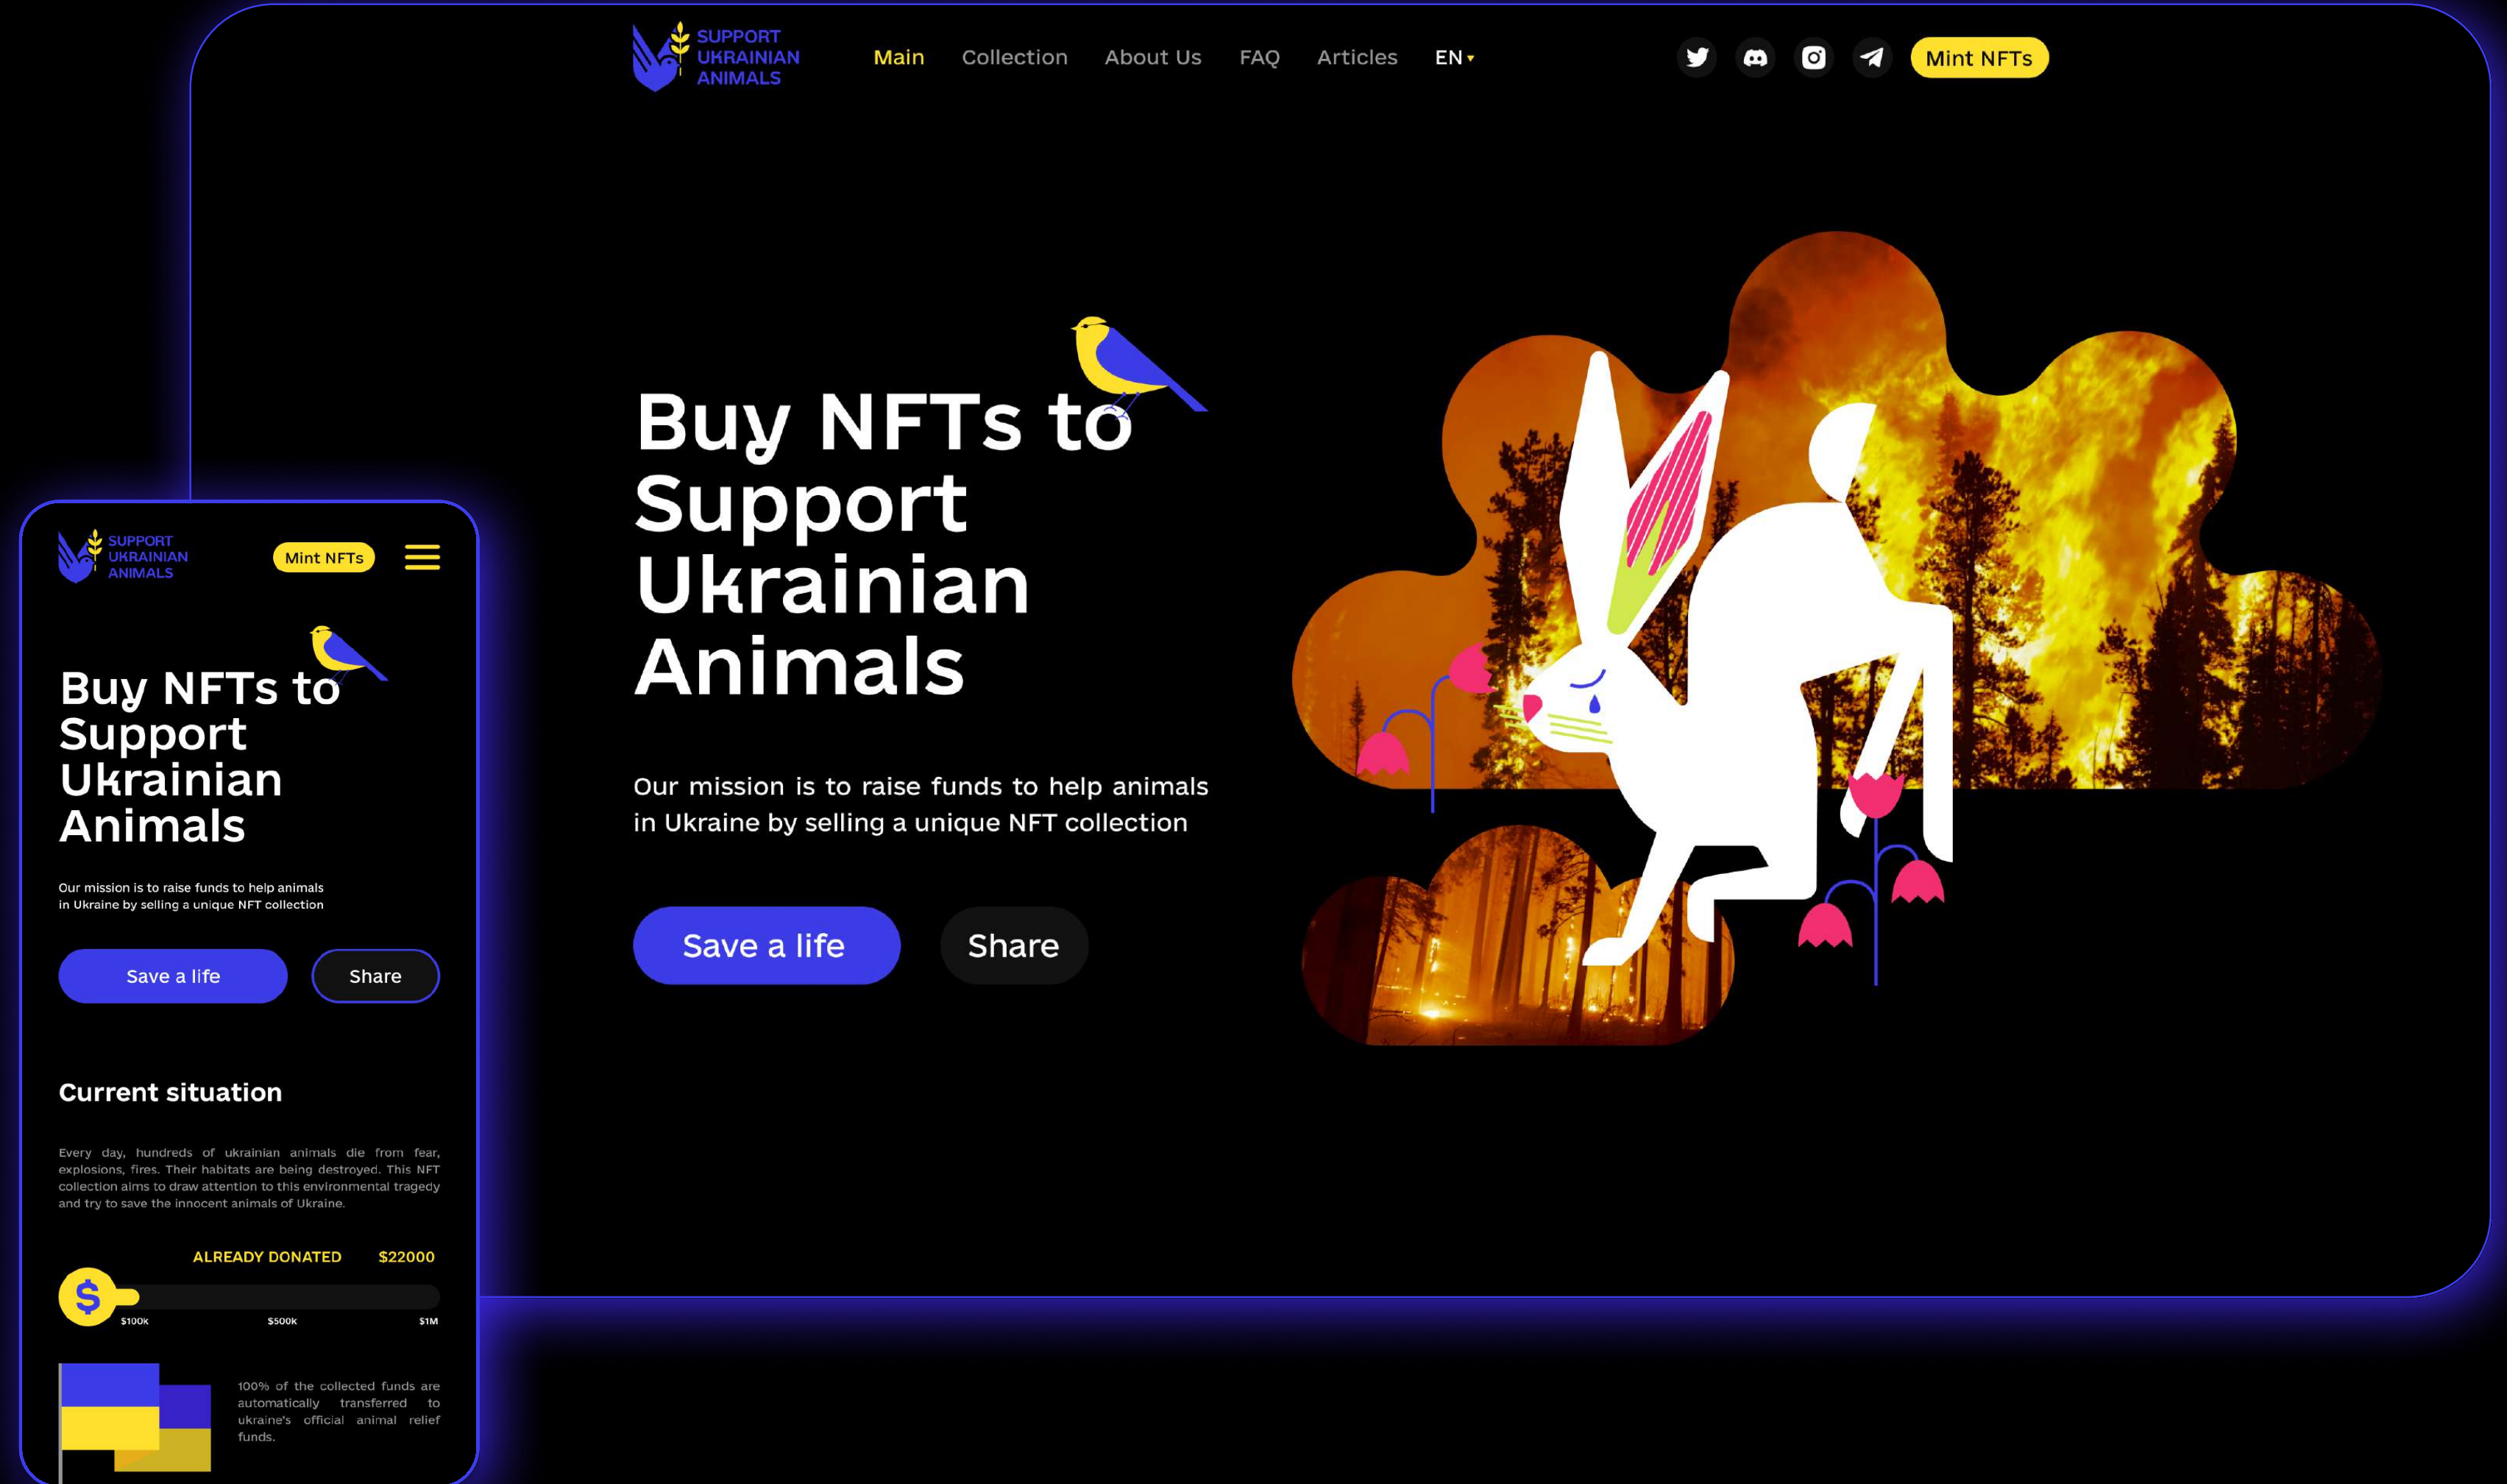 SUPPORT
UKRAINIAN
ANIMALS
Main Collection About Us FAQ Articles EN
Mint NFTs
Buy NFTs to
Support
Ukrainian
Animals
Our mission is to raise funds to help animals
in Ukraine by selling a unique NFT collection
Save a life
Share
SUPPORT
UKRAINIAN
ANIMALS
Mint NFTs
Buy NFTs to
Support
Ukrainian
Animals
Our mission is to raise funds to help animals
in Ukraine by selling a unique NFT collection
Save a life
Share
Current situation
Every day, hundreds of ukrainian animals die from fear,
explosions, fires. Their habitats are being destroyed. This NFT
collection aims to draw attention to this environmental tragedy
and try to save the innocent animals of Ukraine.
ALREADY DONATED $22000
$
$100k $500k $1M
100% of the collected funds are
automatically transferred to
ukraine's official animal relief
funds.